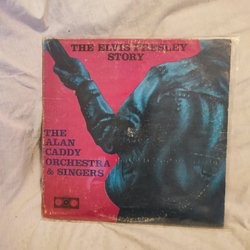 THE ELVIS PRESLEY
STORY
THE
ALAN
CADDY
ORCHESTRA
& SINGERS